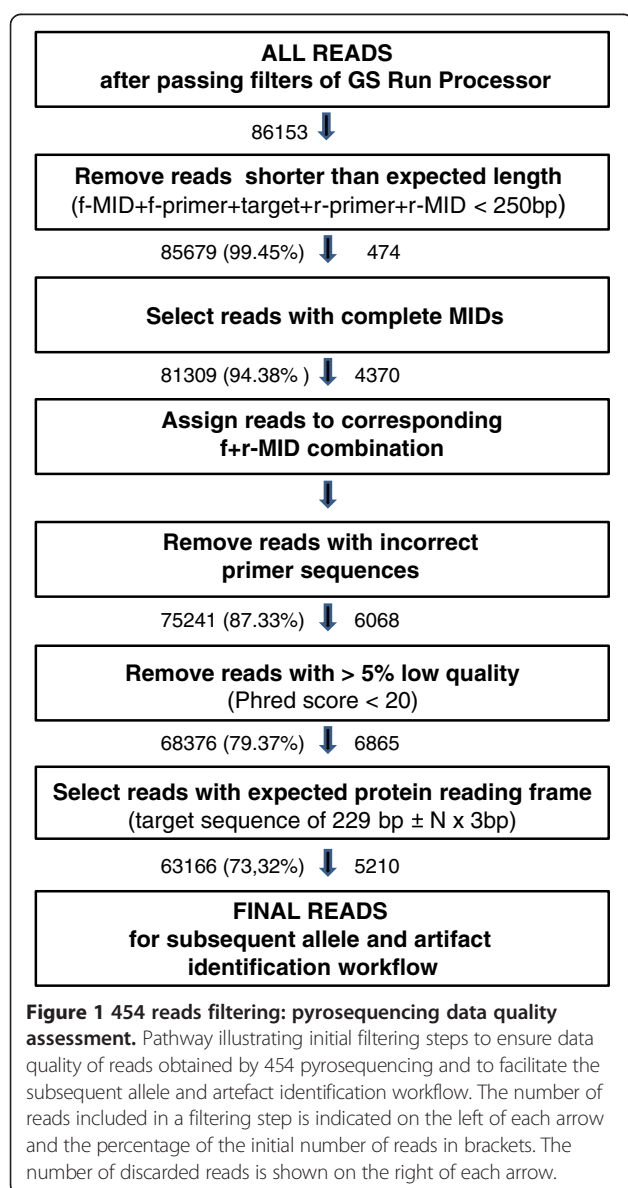 ALL READS
after passing filters of GS Run Processor
86153
Remove reads shorter than expected length
(f-MID+f-primer+target+r-primer+r-MID < 250bp)
85679 (99.45%) 474
Select reads with complete MIDs
81309 (94.38% ) 4370
Assign reads to corresponding
f+r-MID combination
Remove reads with incorrect
primer sequences
75241 (87.33%) 6068
Remove reads with > 5% low quality
(Phred score < 20)
68376 (79.37%) 6865
Select reads with expected protein reading frame
(target sequence of 229 bp ± N x 3bp)
63166 (73,32%) 5210
FINAL READS
for subsequent allele and artifact
identification workflow
Figure 1 454 reads filtering: pyrosequencing data quality
assessment. Pathway illustrating initial filtering steps to ensure data
quality of reads obtained by 454 pyrosequencing and to facilitate the
subsequent allele and artefact identification workflow. The number of
reads included in a filtering step is indicated on the left of each arrow
and the percentage of the initial number of reads in brackets. The
number of discarded reads is shown on the right of each arrow.